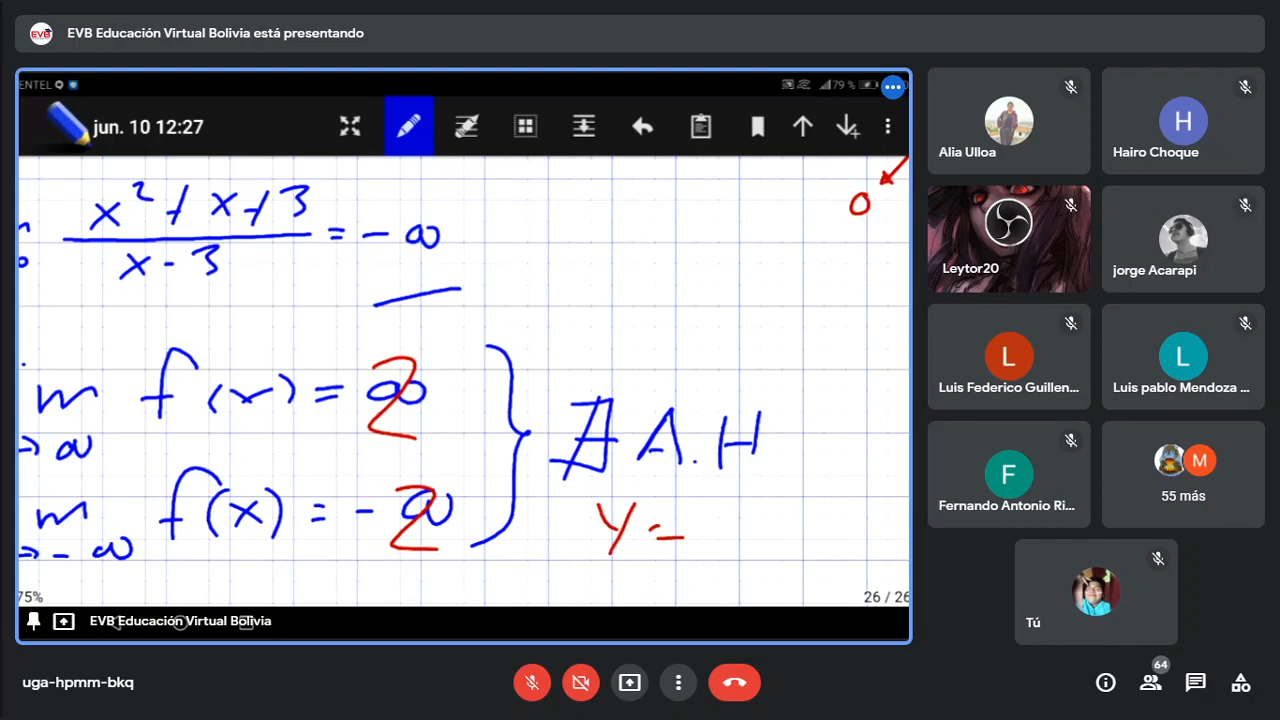 EVB Educación Virtual Bolivia está presentando
ENTEL
79 %
jun. 10 12:27
x² + x + 3
x - 3
= - ∞
0
m f(x) = ∞
2
→ ∞
m f(x) = - ∞
2
→ - ∞
∄ A.H
y =
75%
26 / 26
EVB Educación Virtual Bolivia
Alia Ulloa
H
Hairo Choque
Leytor20
jorge Acarapi
L
Luis Federico Guillen...
L
Luis pablo Mendoza ...
F
Fernando Antonio Ri...
M
55 más
Tú
uga-hpmm-bkq
64